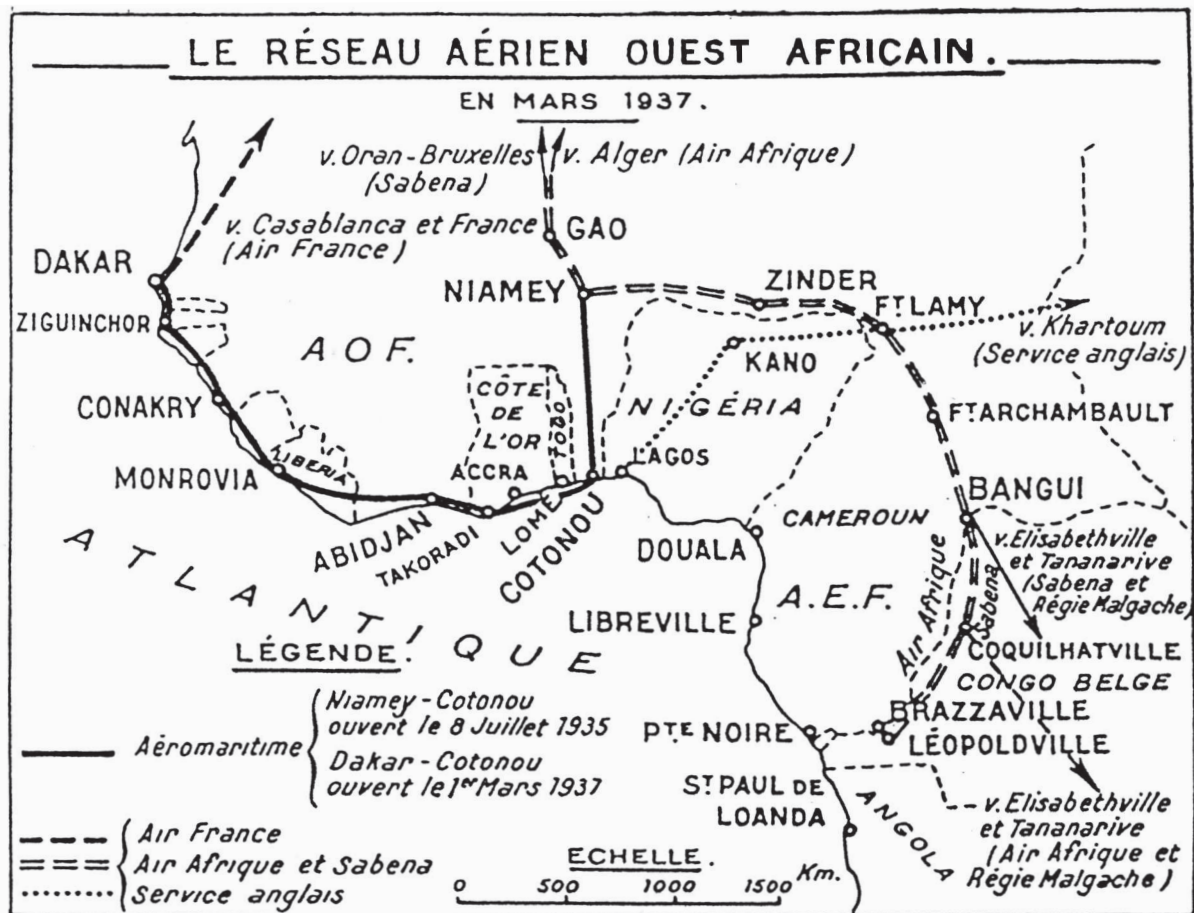 LE RÉSEAU AÉRIEN OUEST AFRICAIN.
EN MARS 1937.
v. Oran-Bruxelles
(Sabena)
v. Alger (Air Afrique)
v. Casablanca et France
(Air France)
GAO
DAKAR
NIAMEY
ZINDER
FT LAMY
ZIGUINCHOR
v. Khartoum
(Service anglais)
A O F.
KANO
CÔTE
DE
L'OR
TOGO
NIGÉRIA
CONAKRY
FT ARCHAMBAULT
LIBERIA
MONROVIA
ACCRA
LAGOS
BANGUI
ABIDJAN
TAKORADI
LOME
COTONOU
DOUALA
CAMEROUN
v. Elisabethville
et Tananarive
(Sabena et
Régie Malgache)
ATLANTIQUE
A.E.F.
Air Afrique
Sabena
LIBREVILLE
COQUILHATVILLE
CONGO BELGE
BRAZZAVILLE
LÉOPOLDVILLE
PTE NOIRE
ST PAUL DE
LOANDA
ANGOLA
v. Elisabethville
et Tananarive
(Air Afrique et
Régie Malgache)
LÉGENDE.
Aéromaritime
Niamey-Cotonou
ouvert le 8 Juillet 1935
Dakar-Cotonou
ouvert le 1er Mars 1937
Air France
Air Afrique et Sabena
Service anglais
ECHELLE.
0 500 1000 1500 Km.